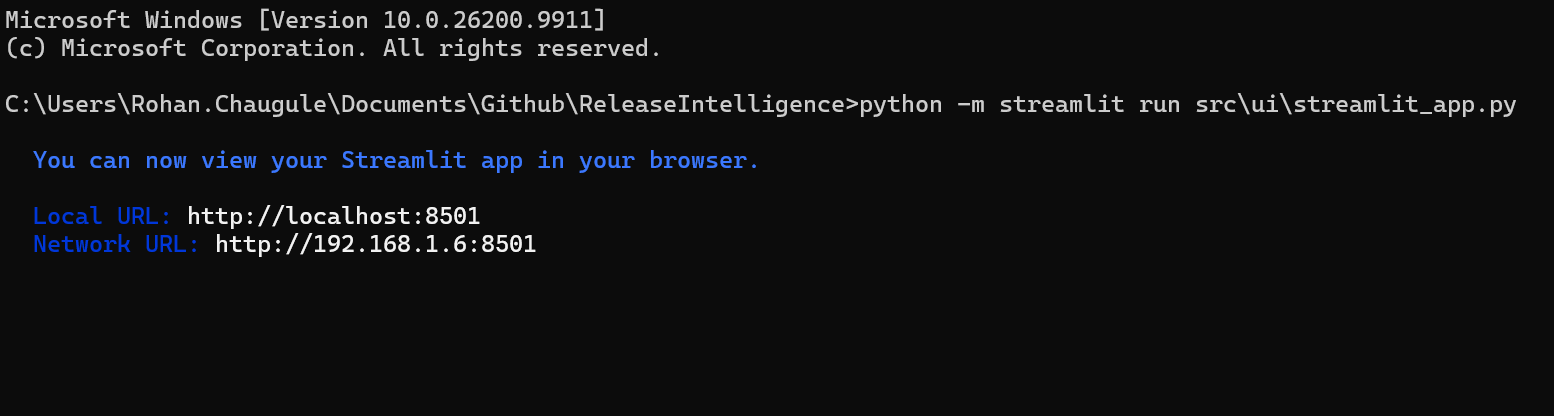 Microsoft Windows [Version 10.0.26200.9911]
(c) Microsoft Corporation. All rights reserved.
C:\Users\Rohan.Chaugule\Documents\Github\ReleaseIntelligence>python -m streamlit run src\ui\streamlit_app.py
You can now view your Streamlit app in your browser.
Local URL: http://localhost:8501
Network URL: http://192.168.1.6:8501